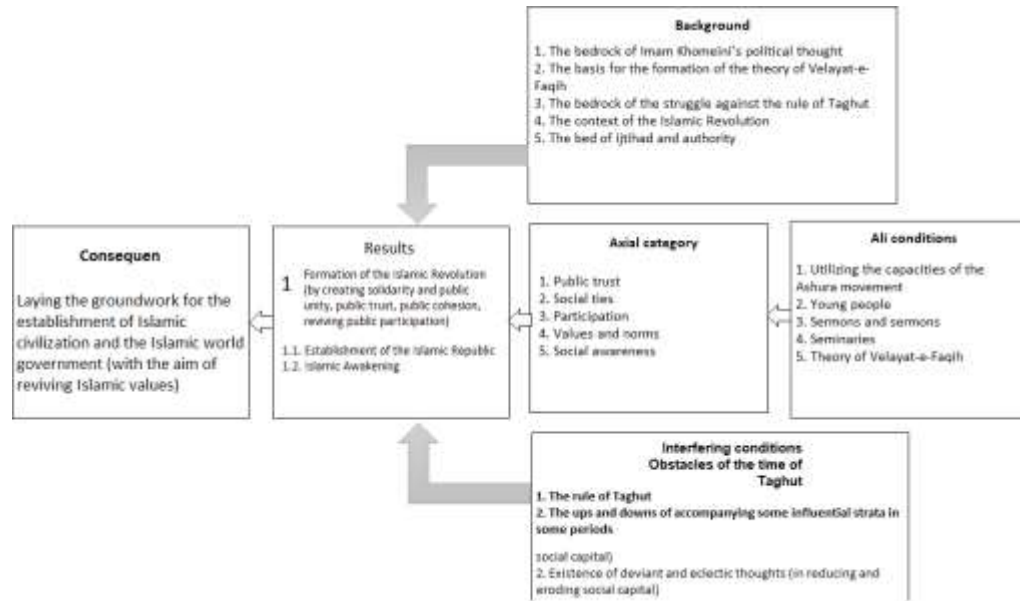 Background
1. The bedrock of Imam Khomeini's political thought
2. The basis for the formation of the theory of Velayat-e-
Faqih
3. The bedrock of the struggle against the rule of Taghut
4. The context of the Islamic Revolution
5. The bed of ijtihad and authority
Consequen
Laying the groundwork for the
establishment of Islamic
civilization and the Islamic world
government (with the aim of
reviving Islamic values)
Results
1 Formation of the Islamic Revolution
(by creating solidarity and public
unity, public trust, public cohesion,
reviving public participation)
1.1. Establishment of the Islamic Republic
1.2. Islamic Awakening
Axial category
1. Public trust
2. Social ties
3. Participation
4. Values and norms
5. Social awareness
Ali conditions
1. Utilizing the capacities of the
Ashura movement
2. Young people
3. Sermons and sermons
4. Seminaries
5. Theory of Velayat-e-Faqih
Interfering conditions
Obstacles of the time of
Taghut
1. The rule of Taghut
2. The ups and downs of accompanying some influential strata in
some periods
social capital)
2. Existence of deviant and eclectic thoughts (in reducing and
eroding social capital)